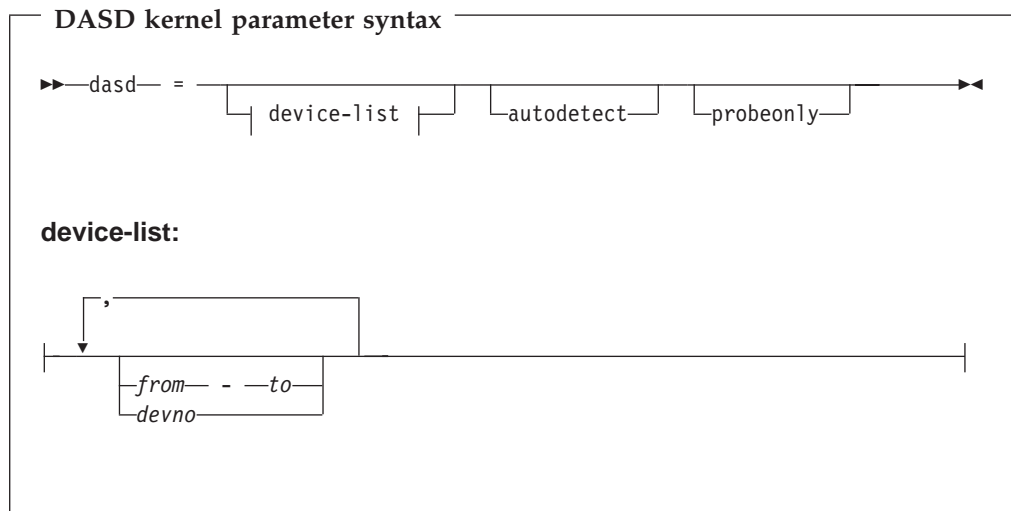 DASD kernel parameter syntax
dasd = device-list autodetect probeonly
device-list:
,
from - to
devno